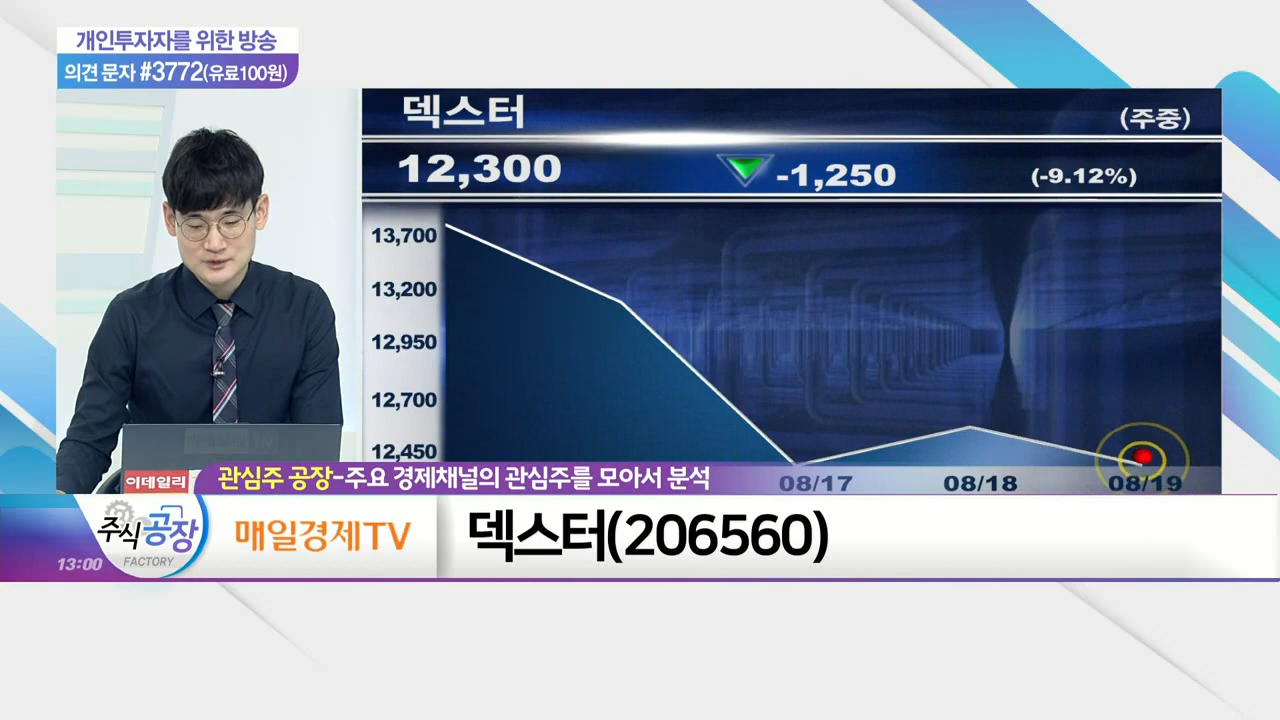 개인투자자를 위한 방송
의견 문자 #3772(유료100원)
덱스터
(주중)
12,300
-1,250
(-9.12%)
13,700
13,200
12,950
12,700
12,450
08/17
08/18
08/19
이데일리
관심주 공장-주요 경제채널의 관심주를 모아서 분석
주식공장
FACTORY
13:00
매일경제TV
덱스터(206560)